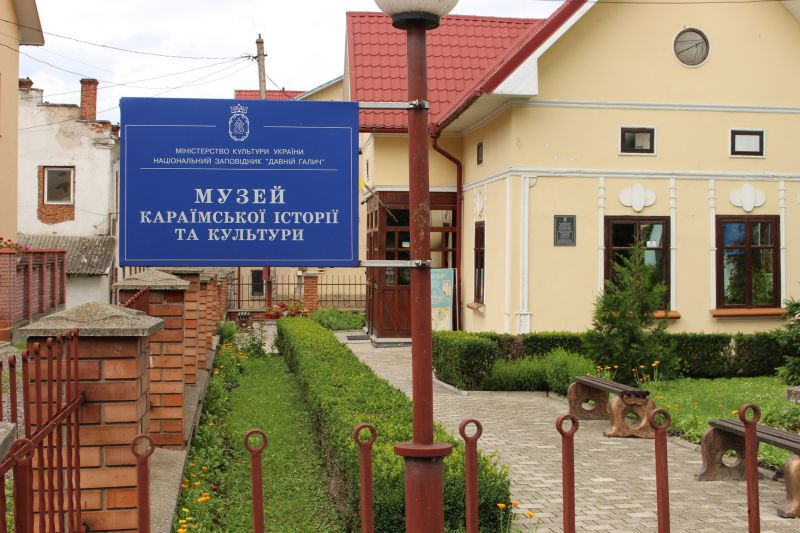 МІНІСТЕРСТВО КУЛЬТУРИ УКРАЇНИ
НАЦІОНАЛЬНИЙ ЗАПОВІДНИК "ДАВНІЙ ГАЛИЧ"
МУЗЕЙ
КАРАЇМСЬКОЇ ІСТОРІЇ
ТА КУЛЬТУРИ